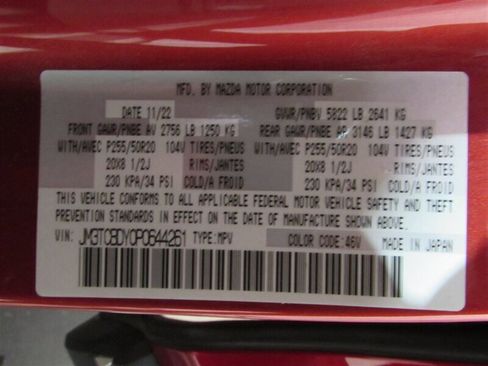 MFD. BY MAZDA MOTOR CORPORATION
DATE 11/22 GVWR/PNBV 5822 LB 2641 KG
FRONT GAWR/PNBE AV 2756 LB 1250 KG REAR GAWR/PNBE AP 3146 LB 1427 KG
WITH/AVEC P255/50R20 104V TIRES/PNEUS WITH/AVEC P255/50R20 104V TIRES/PNEUS
20X8 1/2J RIMS/JANTES 20X8 1/2J RIMS/JANTES
230 KPA/34 PSI COLD/A FROID 230 KPA/34 PSI COLD/A FROID
THIS VEHICLE CONFORMS TO ALL APPLICABLE FEDERAL MOTOR VEHICLE SAFETY AND THEFT
PREVENTION STANDARDS IN EFFECT ON THE DATE OF MANUFACTURE SHOWN ABOVE.
VIN: JM3TCBDY0P0644261 TYPE:MPV COLOR CODE:46V MADE IN JAPAN